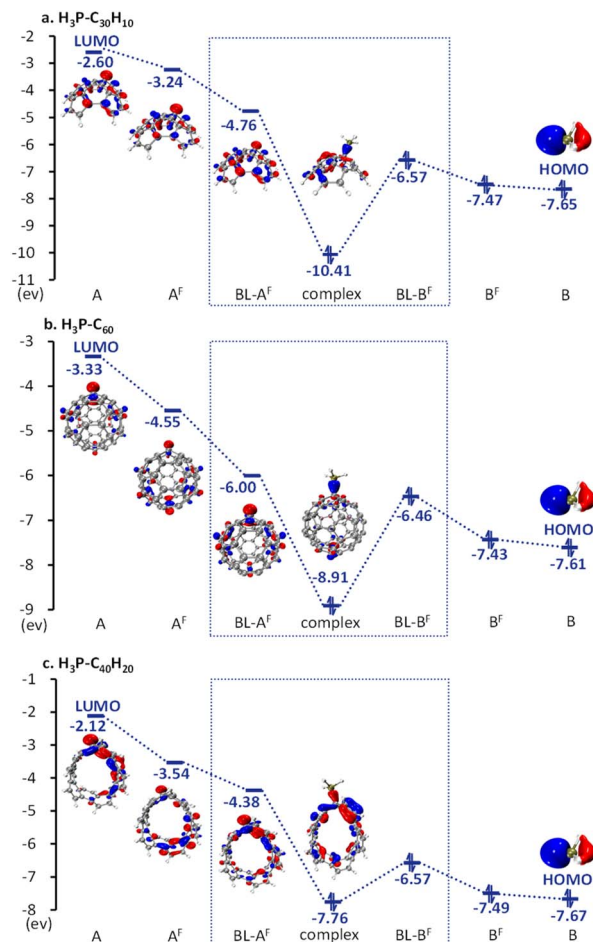 a. H₃P-C₃₀H₁₀
-2
LUMO
-3
-2.60
-3.24
-4
-5
-4.76
-6
-7
-6.57
HOMO
-8
-7.47
-7.65
-9
-10
-10.41
-11
(ev)
A
Aᶠ
BL-Aᶠ
complex
BL-Bᶠ
Bᶠ
B
b. H₃P-C₆₀
-3
LUMO
-3.33
-4
-4.55
-5
-6
-6.00
-6.46
HOMO
-7
-7.43
-7.61
-8
-8.91
-9
(ev)
A
Aᶠ
BL-Aᶠ
complex
BL-Bᶠ
Bᶠ
B
c. H₃P-C₄₀H₂₀
-1
-2
LUMO
-2.12
-3
-3.54
-4
-4.38
-5
-6
-6.57
HOMO
-7
-7.49
-7.67
-7.76
-8
(ev)
A
Aᶠ
BL-Aᶠ
complex
BL-Bᶠ
Bᶠ
B